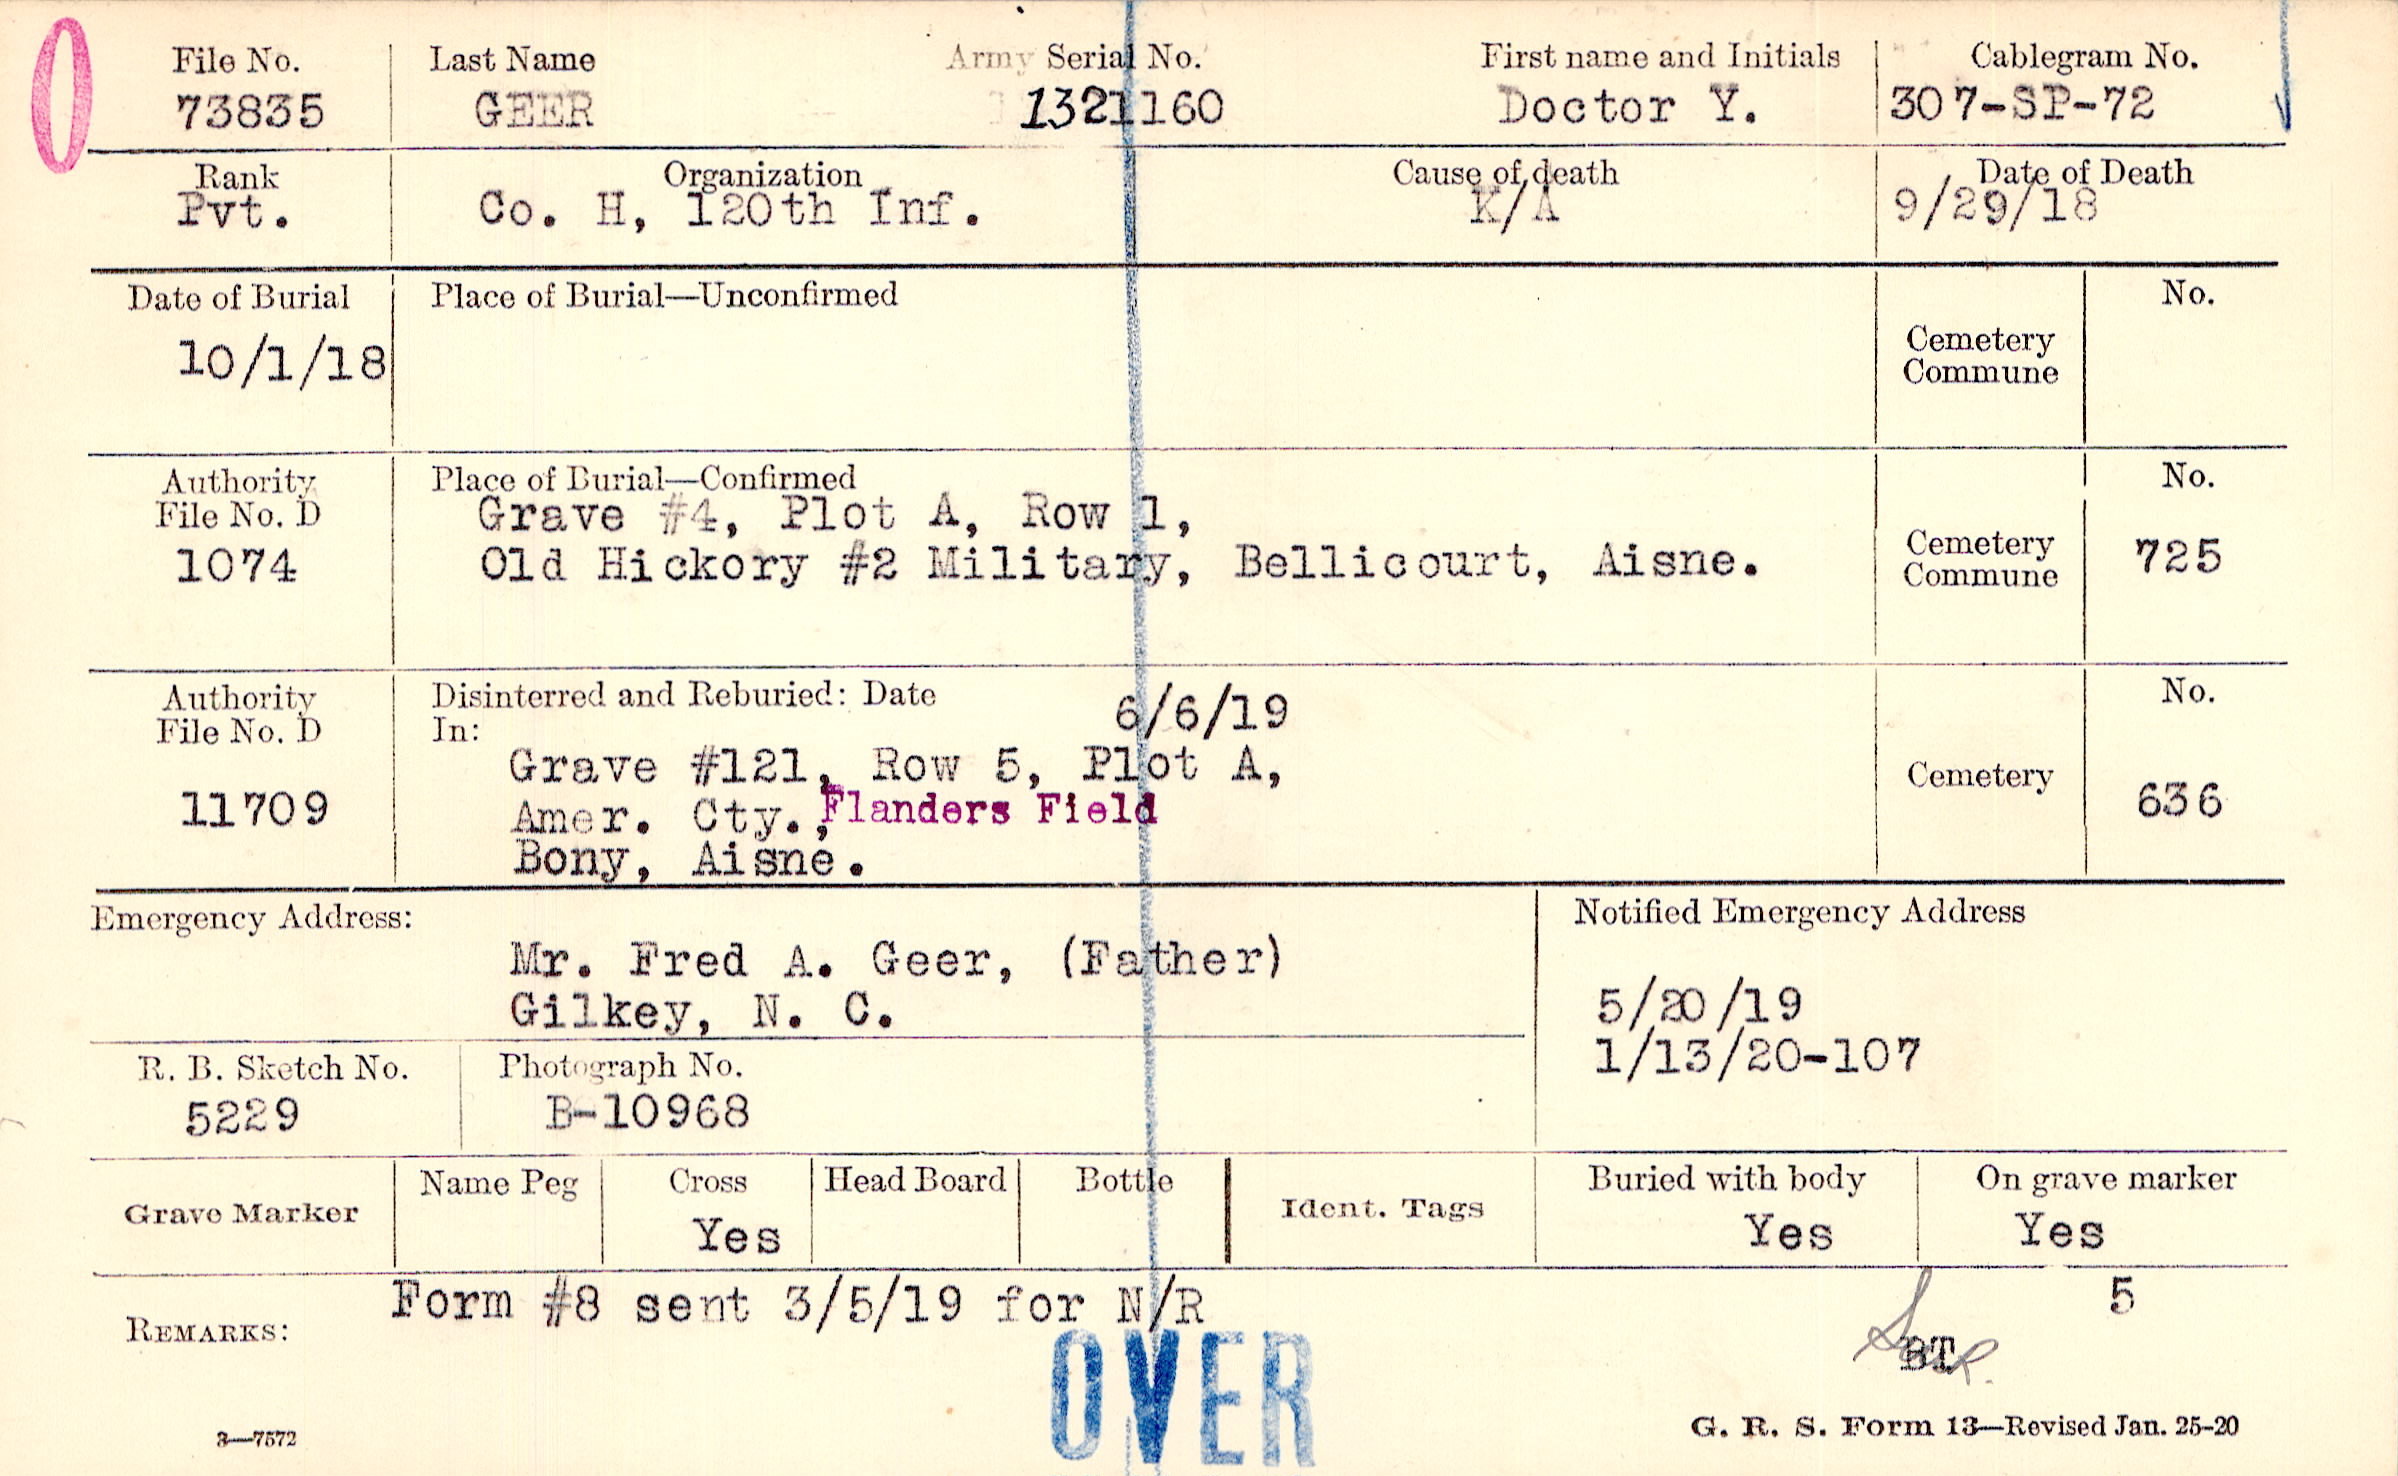 File No. Last Name Army Serial No. First name and Initials Cablegram No.
73835 GEER 1321160 Doctor Y. 307-SP-72
Rank Organization Cause of death Date of Death
Pvt. Co. H, 120th Inf. K/A 9/29/18
Date of Burial Place of Burial—Unconfirmed No.
10/1/18 Cemetery
Commune
Authority Place of Burial—Confirmed No.
File No. D Grave #4, Plot A, Row 1,
1074 Old Hickory #2 Military, Bellicourt, Aisne. Cemetery
Commune 725
Authority Disinterred and Reburied: Date 6/6/19 No.
File No. D In:
Grave #121, Row 5, Plot A, Cemetery
11709 Amer. Cty., Flanders Field 636
Bony, Aisne.
Emergency Address: Notified Emergency Address
Mr. Fred A. Geer, (Father)
Gilkey, N. C. 5/20/19
R. B. Sketch No. Photograph No. 1/13/20-107
5229 B-10968
Grave Marker Name Peg Cross Head Board Bottle Ident. Tags Buried with body On grave marker
Yes Yes Yes
Form #8 sent 3/5/19 for N/R 5
REMARKS:
BT
OVER
3—7572 G. R. S. Form 13—Revised Jan. 25-20